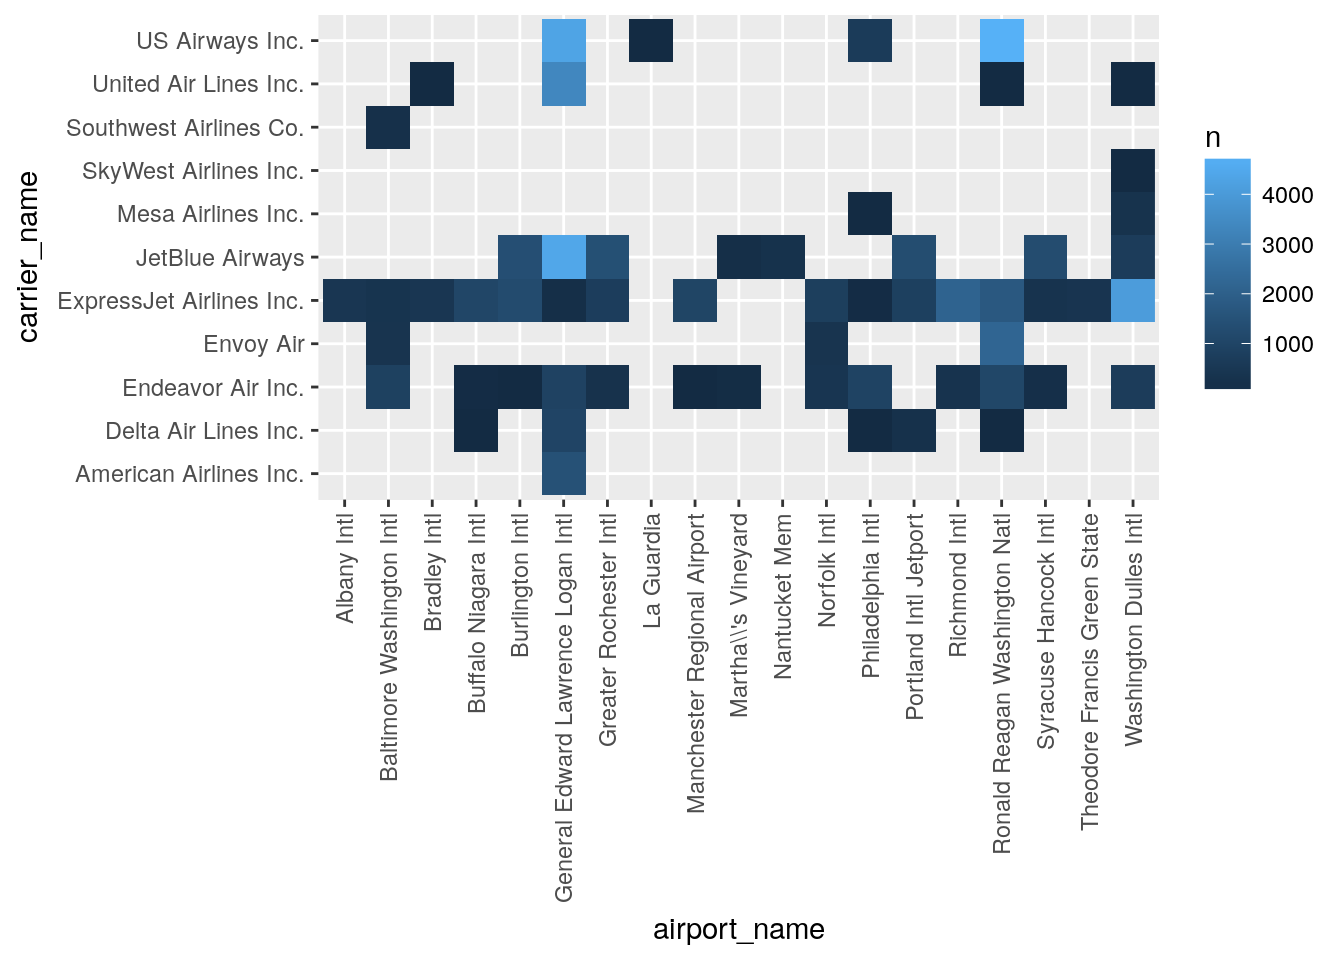 US Airways Inc.
United Air Lines Inc.
Southwest Airlines Co.
SkyWest Airlines Inc.
Mesa Airlines Inc.
JetBlue Airways
ExpressJet Airlines Inc.
Envoy Air
Endeavor Air Inc.
Delta Air Lines Inc.
American Airlines Inc.
carrier_name
Albany Intl
Baltimore Washington Intl
Bradley Intl
Buffalo Niagara Intl
Burlington Intl
General Edward Lawrence Logan Intl
Greater Rochester Intl
La Guardia
Manchester Regional Airport
Martha\\'s Vineyard
Nantucket Mem
Norfolk Intl
Philadelphia Intl
Portland Intl Jetport
Richmond Intl
Ronald Reagan Washington Natl
Syracuse Hancock Intl
Theodore Francis Green State
Washington Dulles Intl
airport_name
n
4000
3000
2000
1000